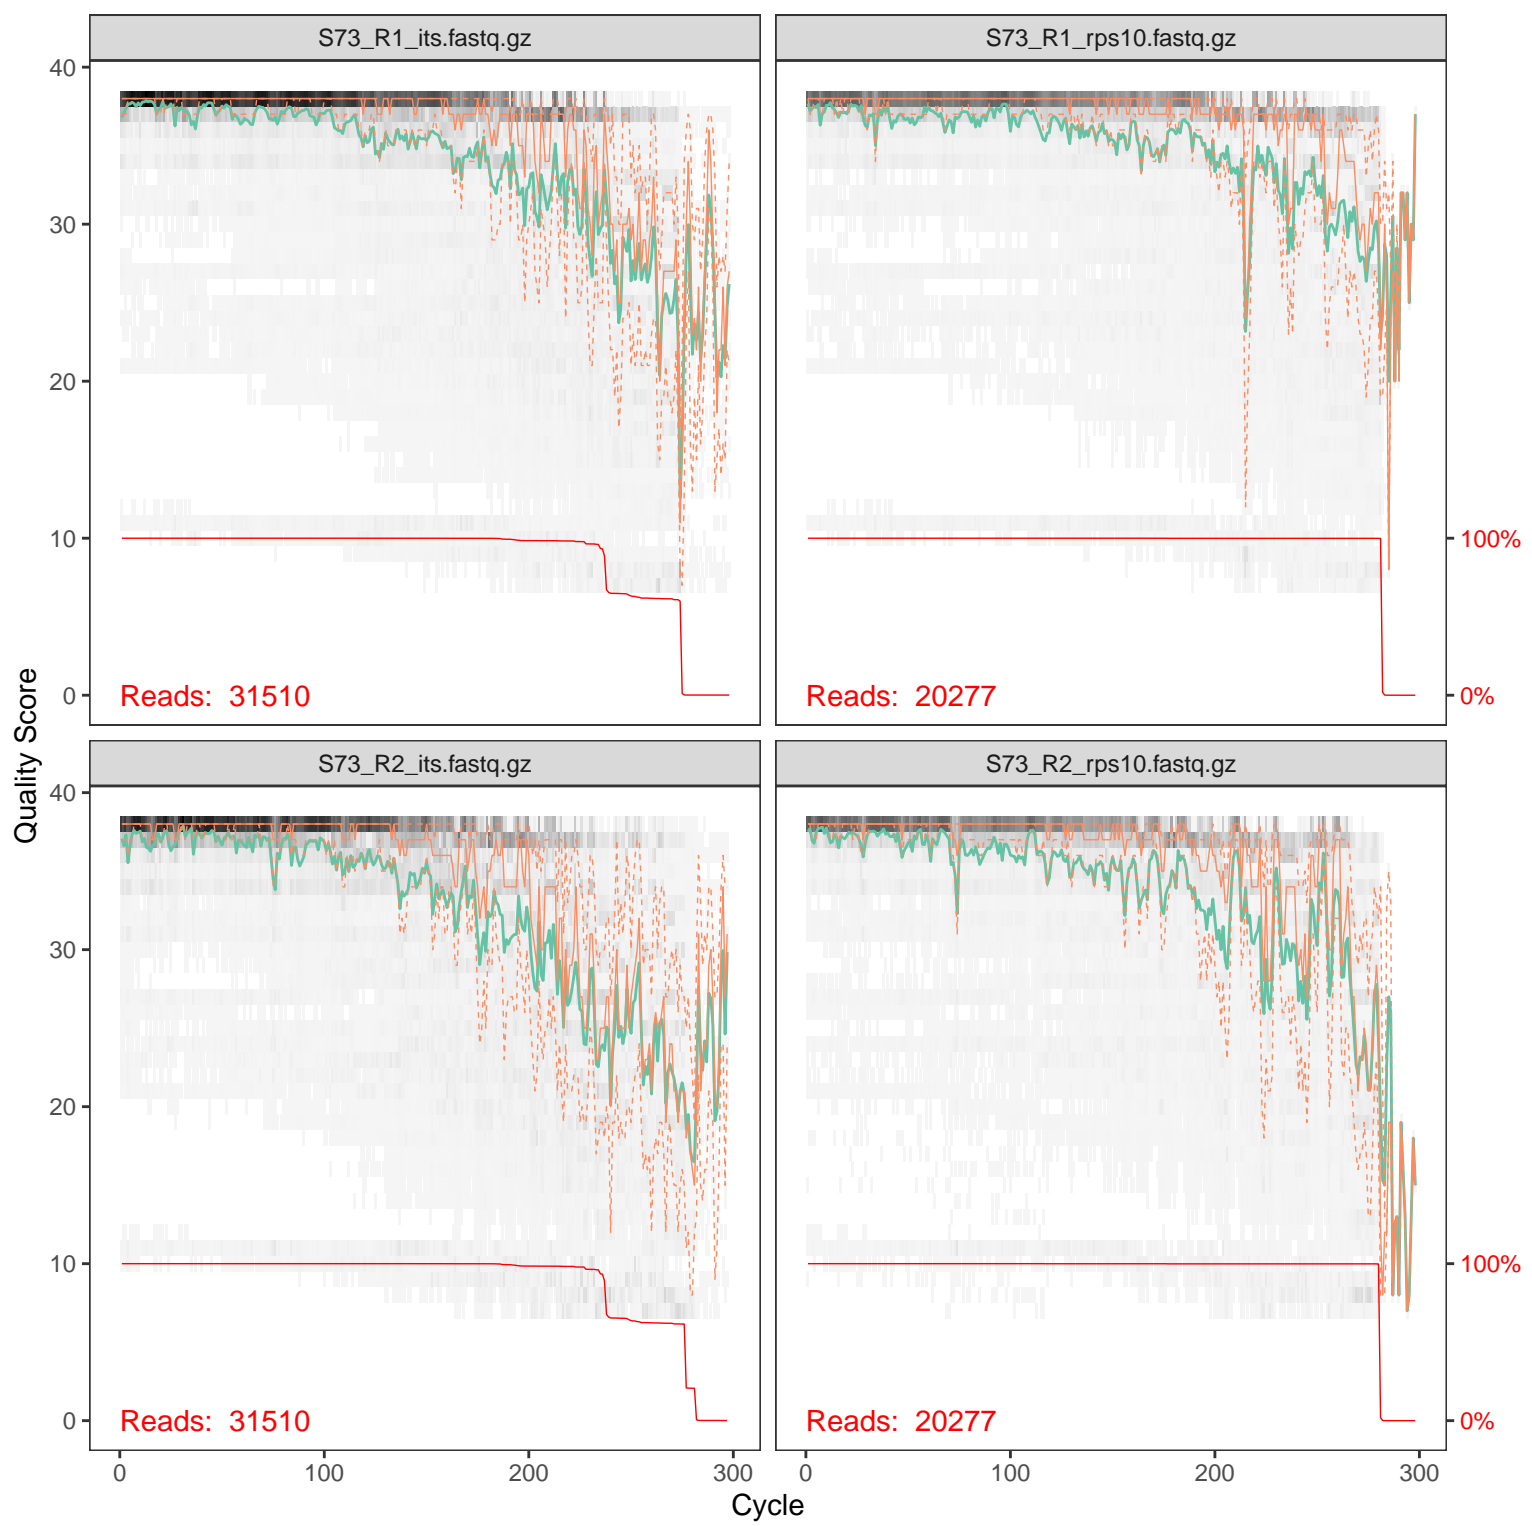 S73_R1_its.fastq.gz
S73_R1_rps10.fastq.gz
40
30
20
10
0
Reads: 31510
Reads: 20277
100%
0%
Quality Score
S73_R2_its.fastq.gz
S73_R2_rps10.fastq.gz
40
30
20
10
0
Reads: 31510
Reads: 20277
100%
0%
0 100 200 300 0 100 200 300
Cycle